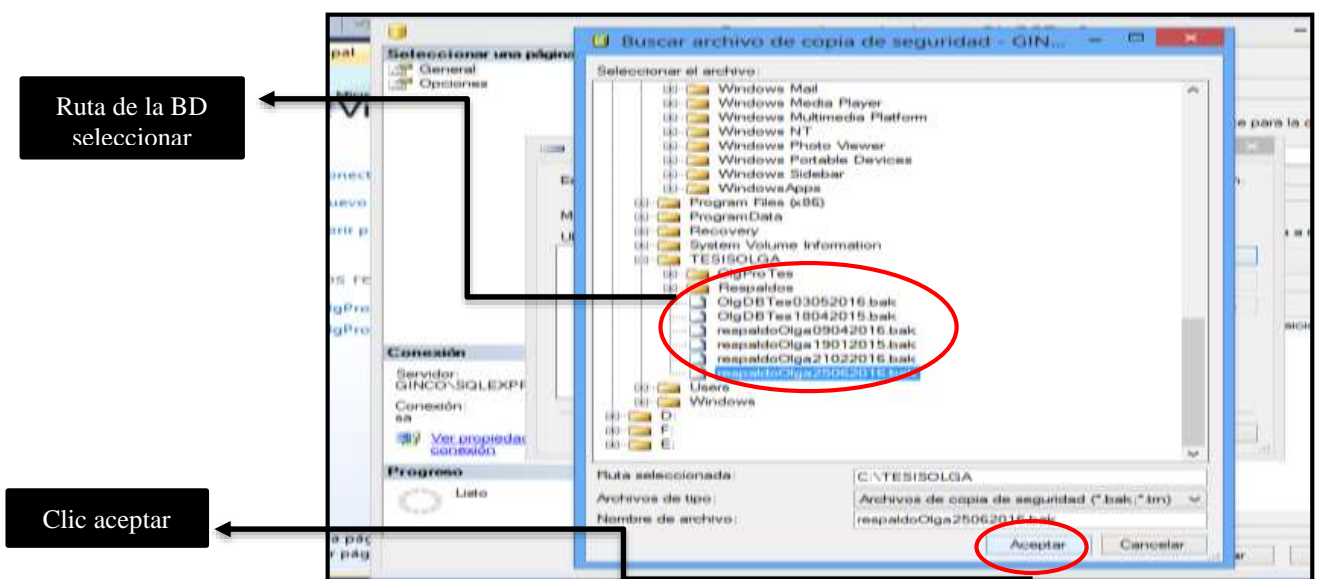 Buscar archivo de copia de seguridad - GIN...
pal
Seleccionar una página
General
Opciones
Seleccionar el archivo:
Windows Mail
Windows Media Player
Windows Multimedia Platform
Windows NT
Windows Photo Viewer
Windows Portable Devices
Windows Sidebar
WindowsApps
Program Files (x86)
ProgramData
Recovery
System Volume Information
TESISOLGA
OlgProTes
Respaldos
OlgDBTes03052016.bak
OlgDBTes18042015.bak
respaldoOlga09042016.bak
respaldoOlga19012015.bak
respaldoOlga21022016.bak
respaldoOlga25062016.bak
Users
Windows
D:
F:
E:
Ruta de la BD
seleccionar
e para la
Conexión
Servidor:
GINCO\SQLEXPR
Conexión:
sa
Ver propiedad
conexión
Progreso
Listo
Ruta seleccionada:
C:\TESISOLGA
Archivos de tipo:
Archivos de copia de seguridad (*.bak;*.trn)
Nombre de archivo:
respaldoOlga25062016.bak
Aceptar
Cancelar
Clic aceptar